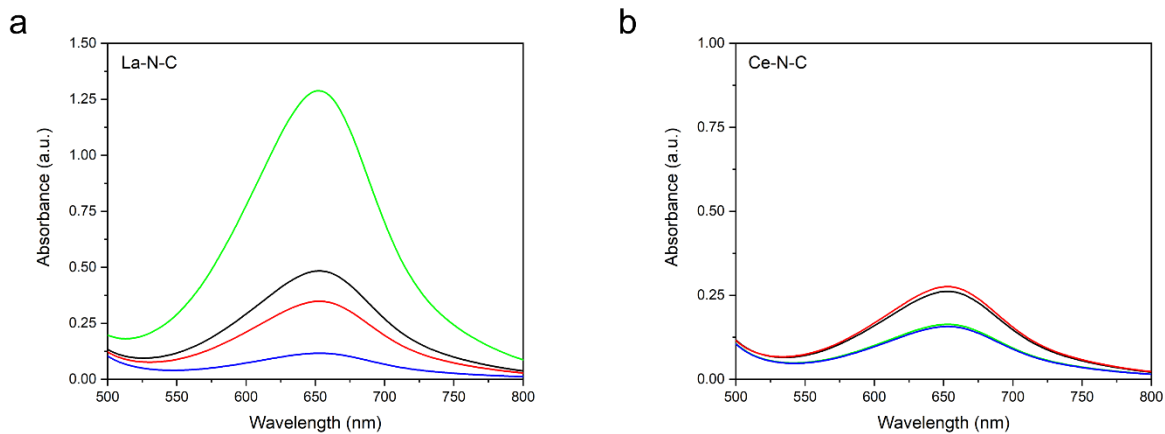 a
La-N-C
1.50
1.25
1.00
0.75
0.50
0.25
0.00
Absorbance (a.u.)
500 550 600 650 700 750 800
Wavelength (nm)
b
Ce-N-C
1.00
0.75
0.50
0.25
0.00
Absorbance (a.u.)
500 550 600 650 700 750 800
Wavelength (nm)